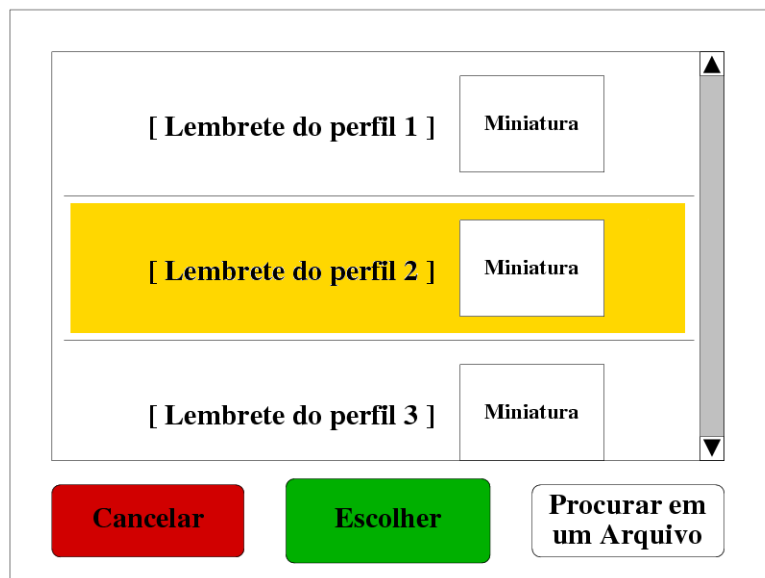 [ Lembrete do perfil 1 ]
Miniatura
[ Lembrete do perfil 2 ]
Miniatura
[ Lembrete do perfil 3 ]
Miniatura
Cancelar
Escolher
Procurar em
um Arquivo